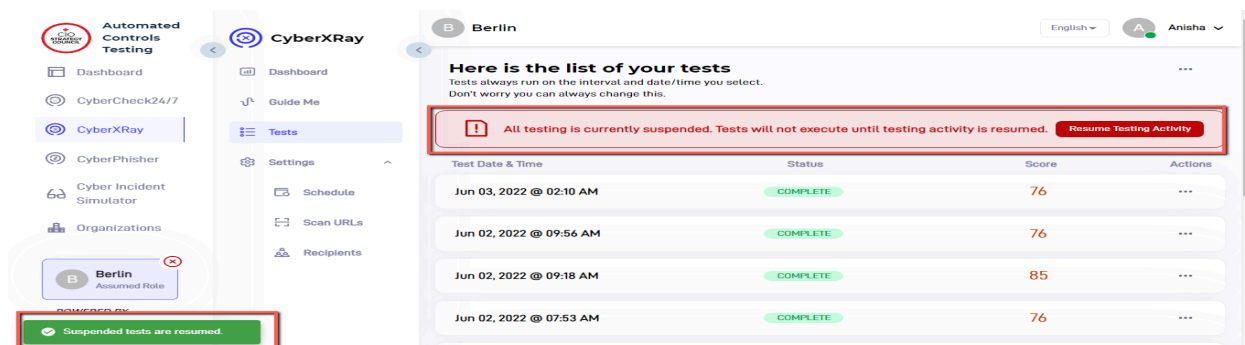 CIO
STRATEGY
COUNCIL
Automated
Controls
Testing
Dashboard
CyberCheck24/7
CyberXRay
CyberPhisher
Cyber Incident
Simulator
Organizations
B
Berlin
Assumed Role
POWERED BY
Suspended tests are resumed.
CyberXRay
Dashboard
Guide Me
Tests
Settings
Schedule
Scan URLs
Recipients
B Berlin
English
A Anisha
Here is the list of your tests
Tests always run on the interval and date/time you select.
Don't worry you can always change this.
All testing is currently suspended. Tests will not execute until testing activity is resumed. Resume Testing Activity
Test Date & Time Status Score Actions
Jun 03, 2022 @ 02:10 AM COMPLETE 76
Jun 02, 2022 @ 09:56 AM COMPLETE 76
Jun 02, 2022 @ 09:18 AM COMPLETE 85
Jun 02, 2022 @ 07:53 AM COMPLETE 76